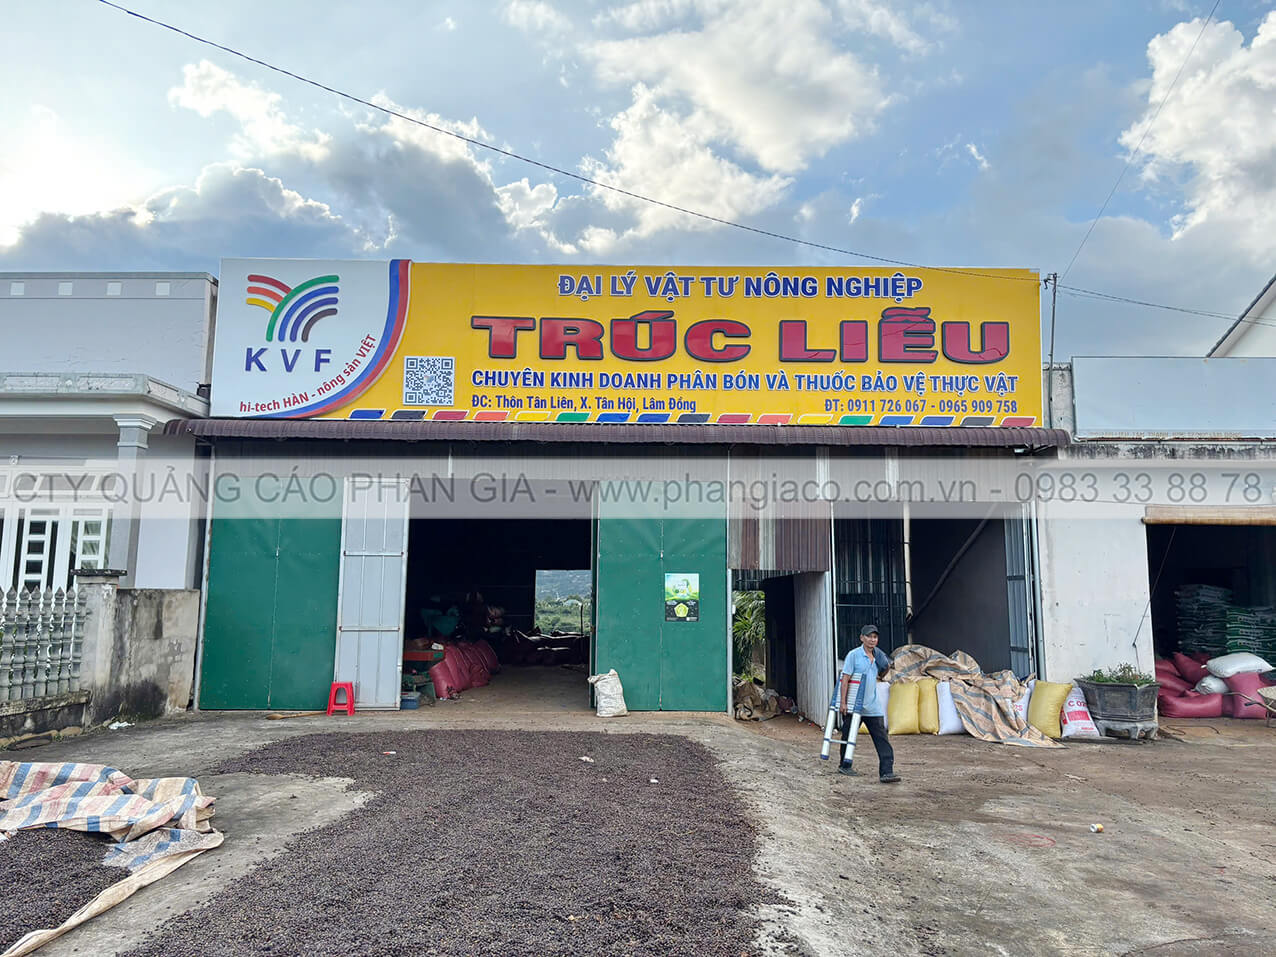 ĐẠI LÝ VẬT TƯ NÔNG NGHIỆP
TRÚC LIỄU
KVF
hi-tech HÀN - nông sản VIỆT
CHUYÊN KINH DOANH PHÂN BÓN VÀ THUỐC BẢO VỆ THỰC VẬT
ĐC: Thôn Tân Liên, X. Tân Hội, Lâm Đồng
ĐT: 0911 726 067 - 0965 909 758
CTY QUẢNG CÁO PHAN GIA - www.phangiaco.com.vn - 0983 33 88 78